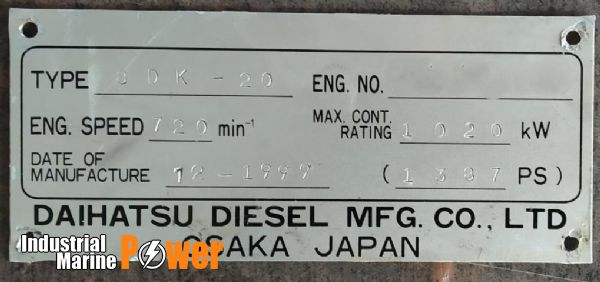 TYPE 8DK-20 ENG. NO.
ENG. SPEED 720 min-1 MAX. CONT. RATING 1020 kW
DATE OF MANUFACTURE 12-1999 (1387 PS)
DAIHATSU DIESEL MFG. CO., LTD
OSAKA JAPAN
Industrial Marine Power